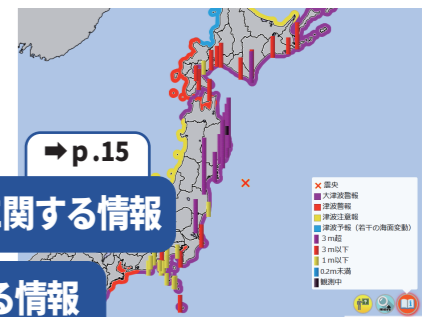 ➡p.15
関する情報
る情報
× 震央
大津波警報
津波警報
津波注意報
津波予報（若干の海面変動）
3m超
3m以下
1m以下
0.2m未満
観測中